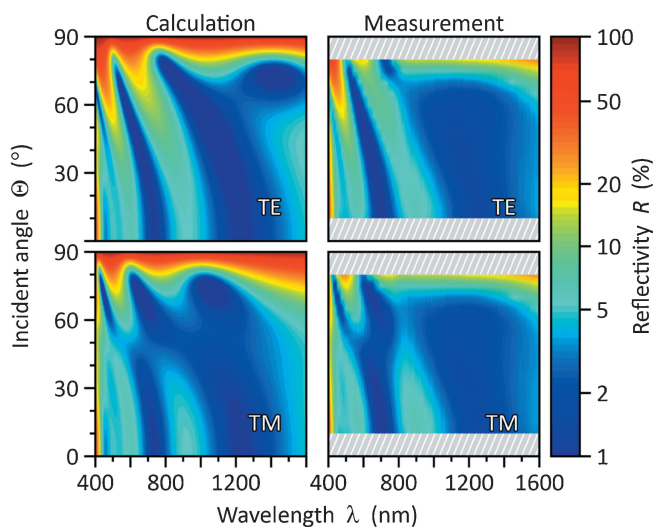 Calculation Measurement
90
60
30
TE
TE
90
60
30
0
TM
TM
400 800 1200
400 800 1200 1600
Incident angle Θ (°)
Wavelength λ (nm)
100
50
20
10
5
2
1
Reflectivity R (%)